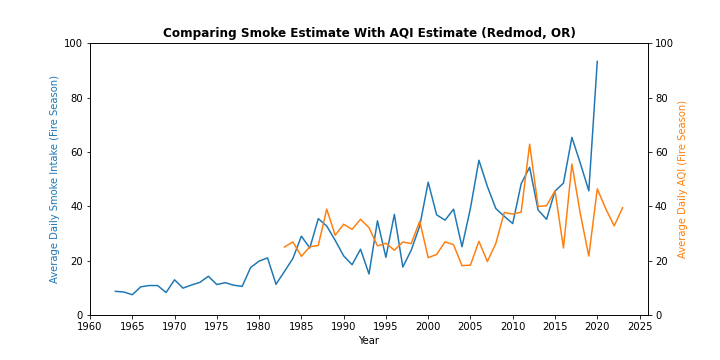 Comparing Smoke Estimate With AQI Estimate (Redmod, OR)
Average Daily Smoke Intake (Fire Season)
100
80
60
40
20
0
100
80
60
40
20
0
Average Daily AQI (Fire Season)
1960 1965 1970 1975 1980 1985 1990 1995 2000 2005 2010 2015 2020 2025
Year